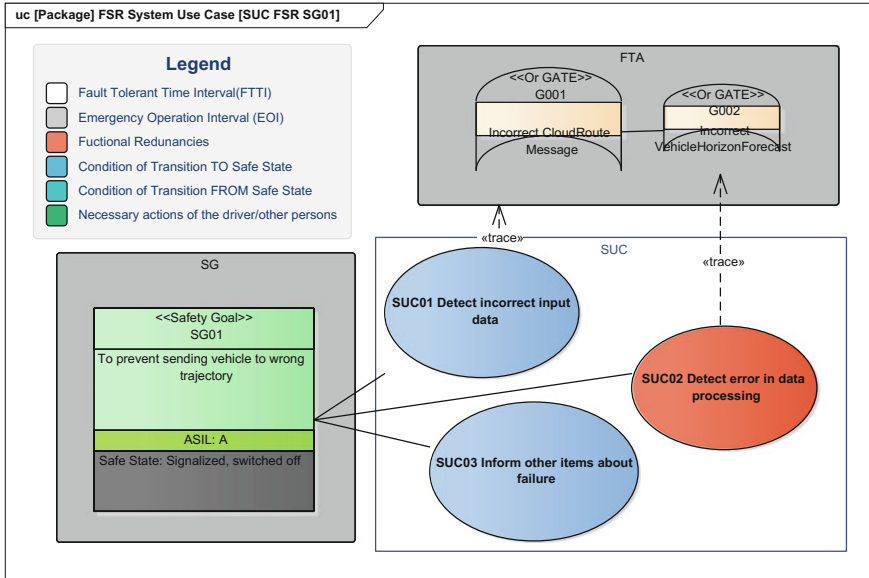 uc [Package] FSR System Use Case [SUC FSR SG01]
Legend
Fault Tolerant Time Interval(FTTI)
Emergency Operation Interval (EOI)
Fuctional Redunancies
Condition of Transition TO Safe State
Condition of Transition FROM Safe State
Necessary actions of the driver/other persons
FTA
<<Or GATE>>
G001
Incorrect CloudRoute
Message
<<Or GATE>>
G002
Incorrect
VehicleHorizonForecast
«trace»
«trace»
SG
<<Safety Goal>>
SG01
To prevent sending vehicle to wrong
trajectory
ASIL: A
Safe State: Signalized, switched off
SUC
SUC01 Detect incorrect input
data
SUC02 Detect error in data
processing
SUC03 Inform other items about
failure